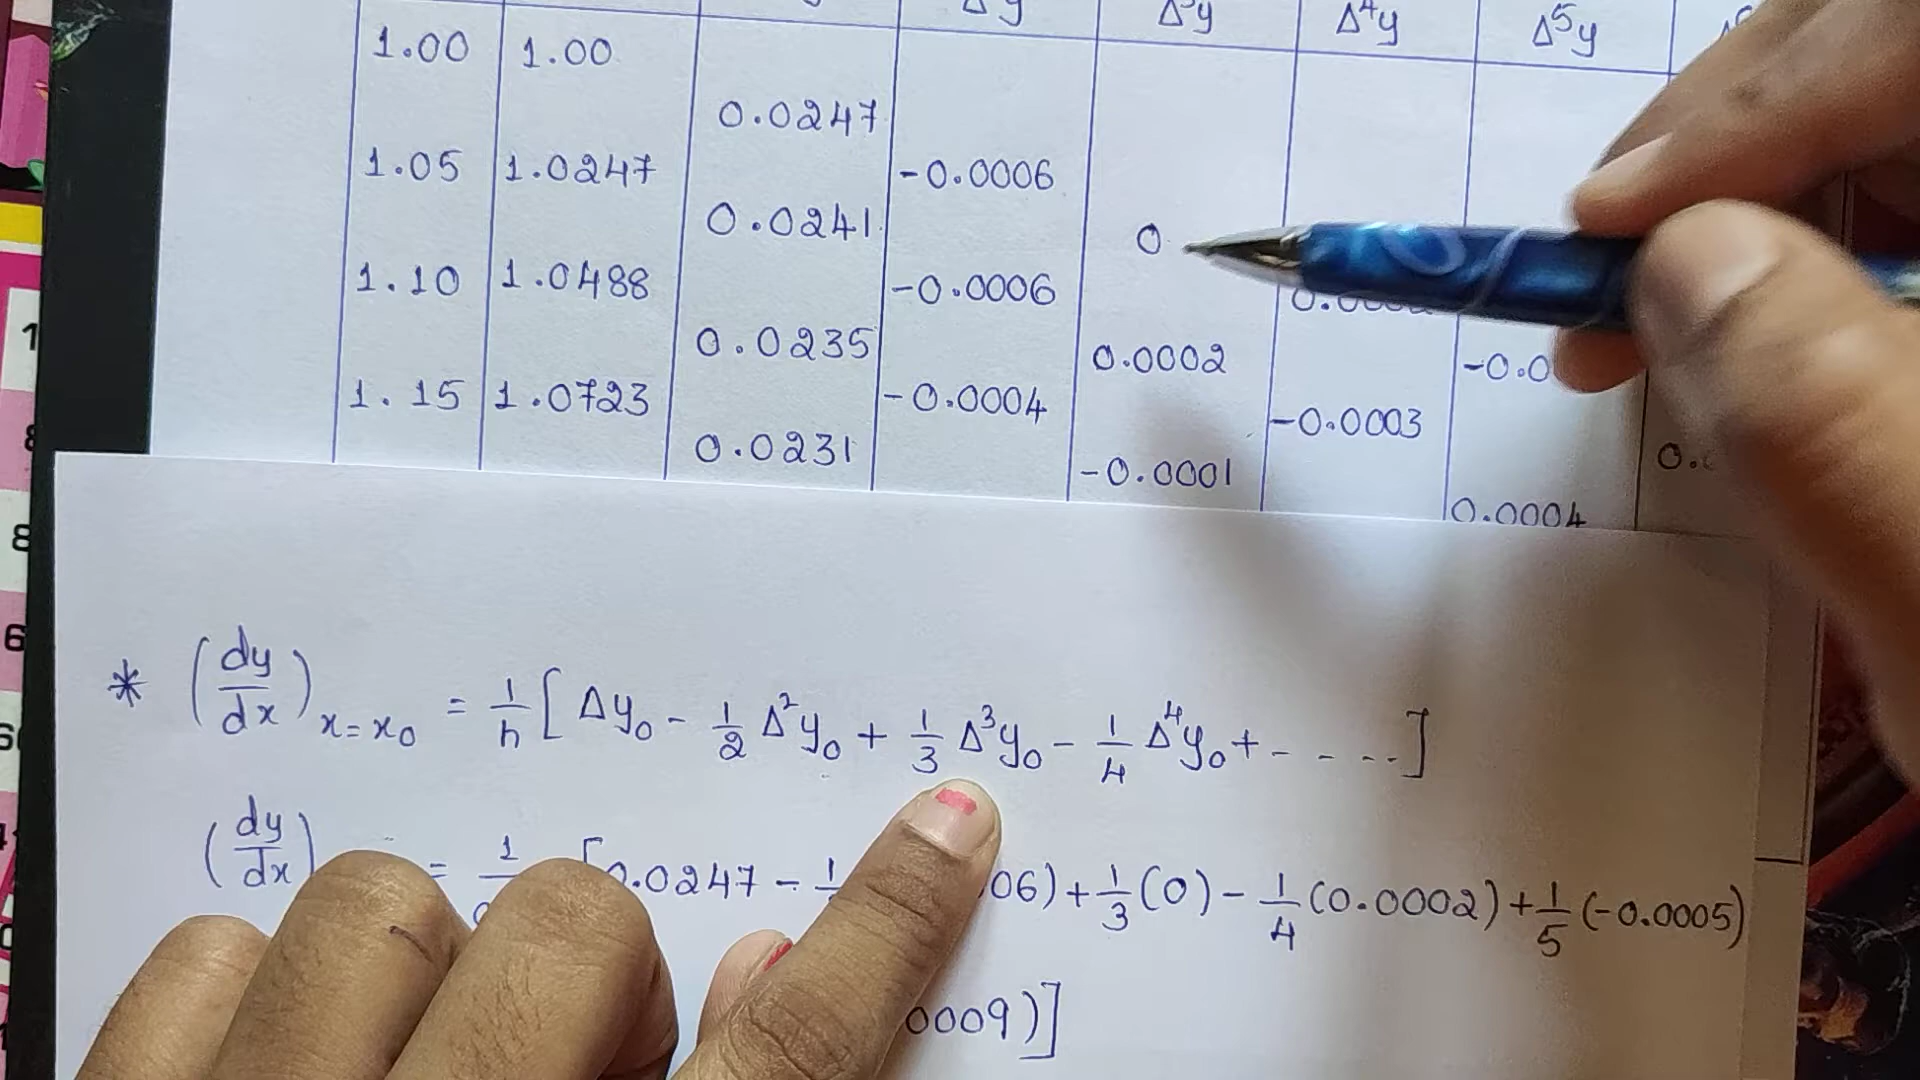 Δ³y Δ⁴y Δ⁵y
1.00 1.00
0.0247
1.05 1.0247 -0.0006
0.0241 0
1.10 1.0488 -0.0006
0.0235 0.0002 -0.0
1.15 1.0723 -0.0004 -0.0003
0.0231 -0.0001 0.0004
* (dy/dx)x=x₀ = 1/h [Δy₀ - 1/2 Δ²y₀ + 1/3 Δ³y₀ - 1/4 Δ⁴y₀ + - - - -]
(dy/dx) = [0.0247 - 06) + 1/3 (0) - 1/4 (0.0002) + 1/5 (-0.0005)
0009)]